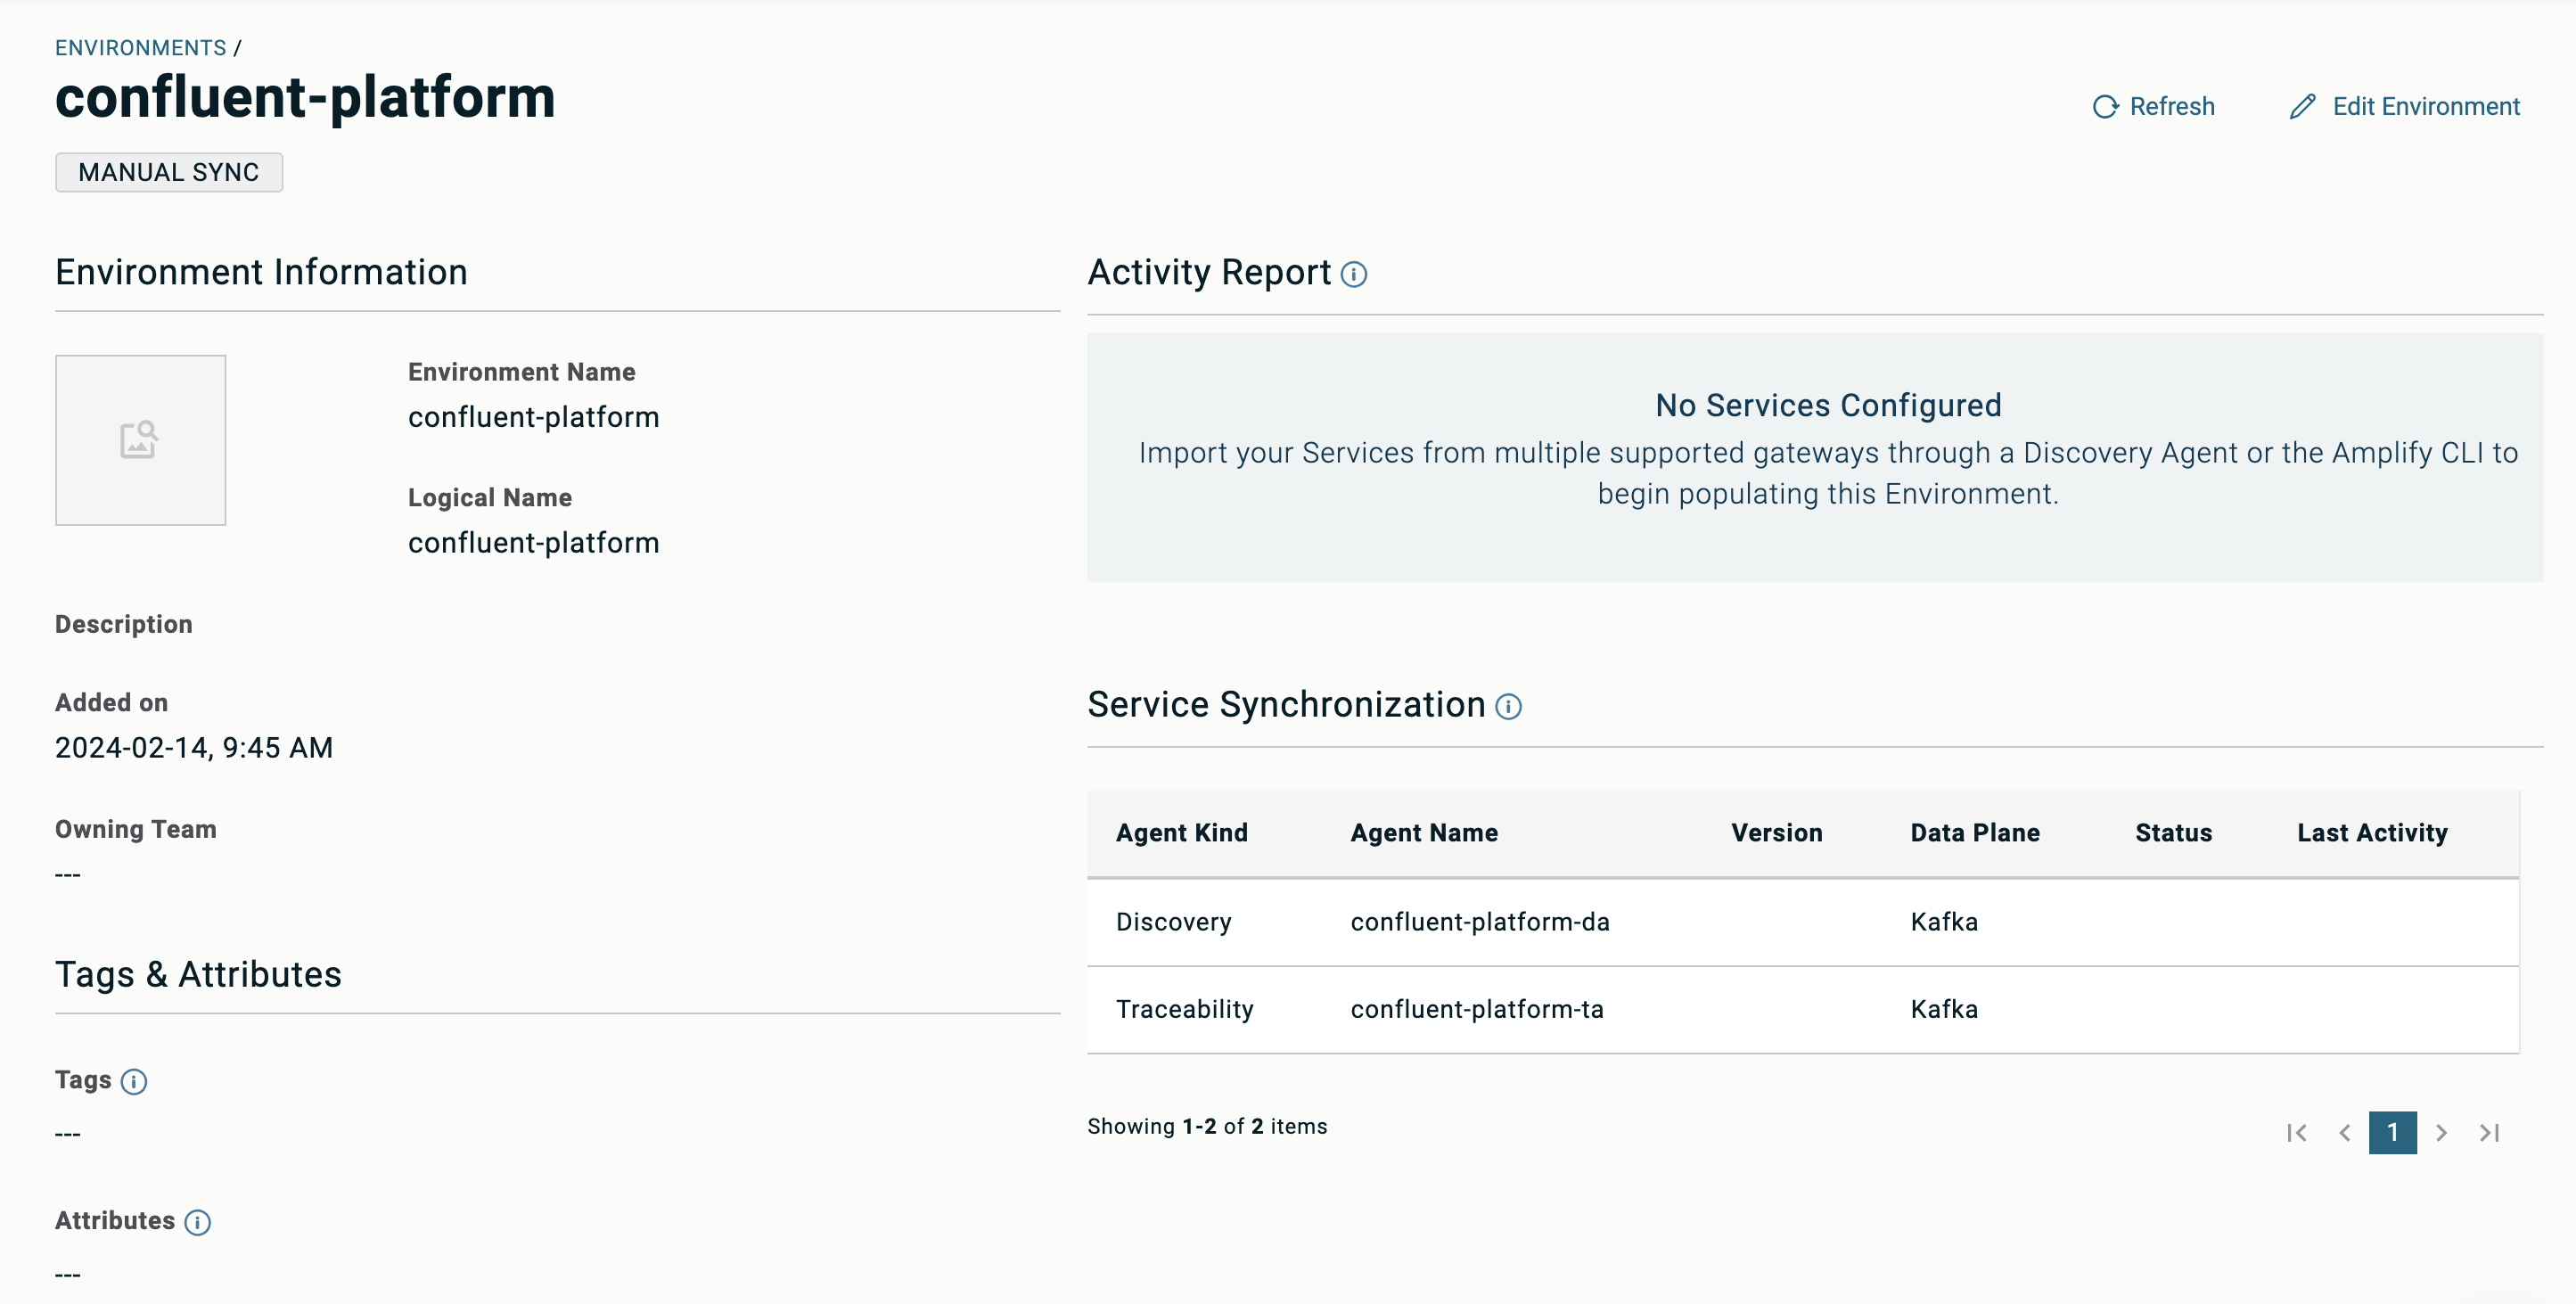 ENVIRONMENTS /
confluent-platform
Refresh
Edit Environment
MANUAL SYNC
Environment Information
Environment Name
confluent-platform
Logical Name
confluent-platform
Description
Added on
2024-02-14, 9:45 AM
Owning Team
---
Tags & Attributes
Tags
---
Attributes
---
Activity Report
No Services Configured
Import your Services from multiple supported gateways through a Discovery Agent or the Amplify CLI to
begin populating this Environment.
Service Synchronization
Agent Kind Agent Name Version Data Plane Status Last Activity
Discovery confluent-platform-da Kafka
Traceability confluent-platform-ta Kafka
Showing 1-2 of 2 items
1